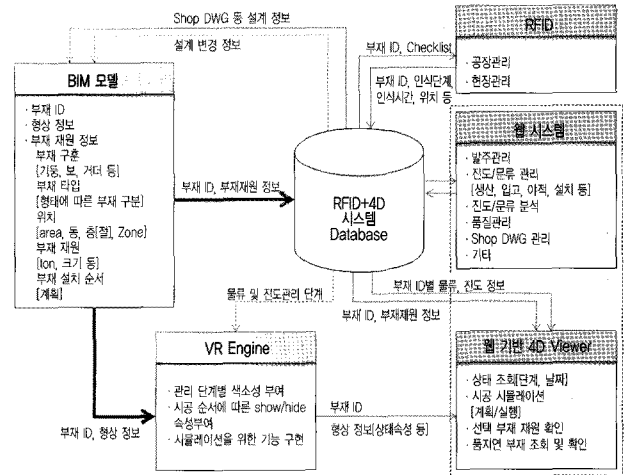 Shop DWG 등 설계 정보
설계 변경 정보
BIM 모델
· 부재 ID
· 형상 정보
· 부재 재원 정보
부재 구훈
[기둥, 보, 거더 등]
부재 타입
[형태에 따른 부재 구분]
위치
[area, 동, 층(절), Zone]
부재 재원
[ton, 크기 등]
부재 설치 순서
[계획]
부재 ID, Checklist
부재 ID, 인식단계,
인식시간, 위치 등
RFID
· 공장관리
· 현장관리
부재 ID, 부재재원 정보
RFID+4D
시스템
Database
웹 시스템
· 발주관리
· 진도/물류 관리
[생산, 입고, 야적, 설치 등]
· 진도/물류 분석
· 품질관리
· Shop DWG 관리
· 기타
물류 및 진도관리 단계
부재 ID별 물류, 진도 정보
부재 ID, 부재재원 정보
VR Engine
· 관리 단계별 색소성 부여
· 시공 순서에 따른 show/hide
속성부여
· 시뮬레이션을 위한 기능 구현
부재 ID, 형상 정보
부재 ID
형상 정보(상태속성 등)
웹 기반 4D Viewer
· 상태 조회(단계, 날짜)
· 시공 시뮬레이션
[계획/실행]
· 선택 부재 재원 확인
· 품지연 부재 조회 및 확인